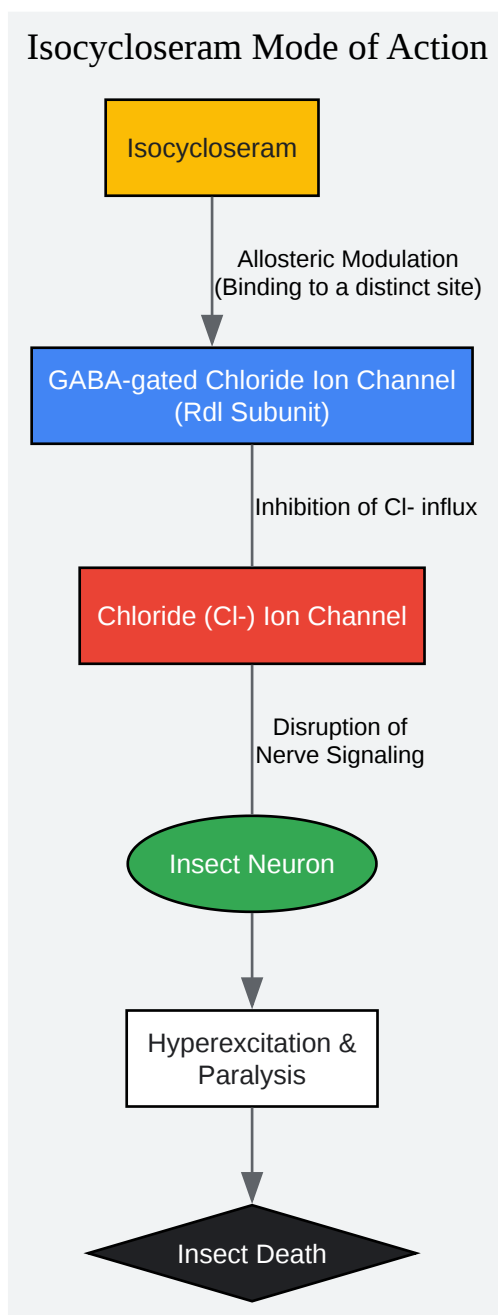 Isocycloseram Mode of Action
Isocycloseram
Allosteric Modulation
(Binding to a distinct site)
GABA-gated Chloride Ion Channel
(Rdl Subunit)
Inhibition of Cl- influx
Chloride (Cl-) Ion Channel
Disruption of
Nerve Signaling
Insect Neuron
Hyperexcitation &
Paralysis
Insect Death